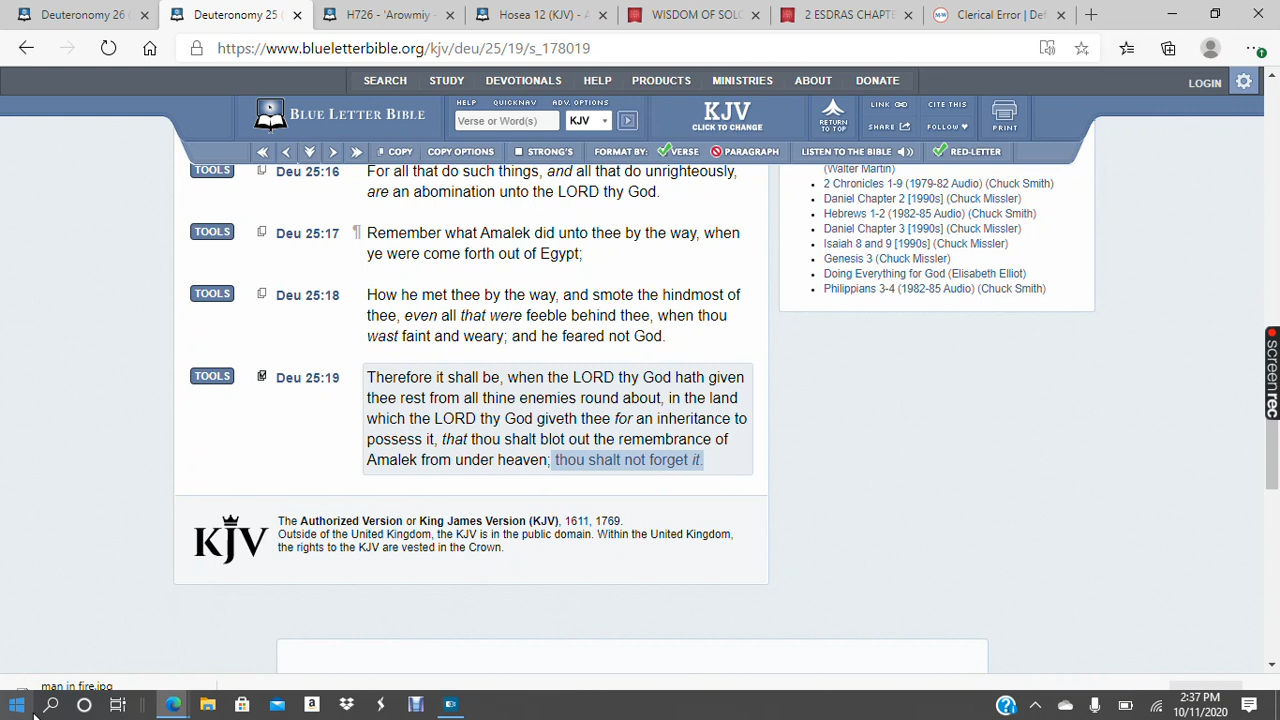 Deuteronomy 26
Deuteronomy 25
H726 - 'Arowmiy -
Hosea 12 (KJV) -
WISDOM OF SOLO
2 ESDRAS CHAPTE
Clerical Error | Def
https://www.blueletterbible.org/kjv/deu/25/19/s_178019
SEARCH STUDY DEVOTIONALS HELP PRODUCTS MINISTRIES ABOUT DONATE LOGIN
BLUE LETTER BIBLE
HELP QUICKNAV ADV. OPTIONS
Verse or Word(s) KJV
KJV
CLICK TO CHANGE
RETURN
TO TOP
LINK
CITE THIS
SHARE
FOLLOW
PRINT
COPY COPY OPTIONS STRONG'S FORMAT BY: VERSE PARAGRAPH LISTEN TO THE BIBLE RED-LETTER
TOOLS Deu 25:16 For all that do such things, and all that do unrighteously,
are an abomination unto the LORD thy God.
TOOLS Deu 25:17 ¶ Remember what Amalek did unto thee by the way, when
ye were come forth out of Egypt;
TOOLS Deu 25:18 How he met thee by the way, and smote the hindmost of
thee, even all that were feeble behind thee, when thou
wast faint and weary; and he feared not God.
TOOLS Deu 25:19 Therefore it shall be, when the LORD thy God hath given
thee rest from all thine enemies round about, in the land
which the LORD thy God giveth thee for an inheritance to
possess it, that thou shalt blot out the remembrance of
Amalek from under heaven; thou shalt not forget it.
KJV
The Authorized Version or King James Version (KJV), 1611, 1769.
Outside of the United Kingdom, the KJV is in the public domain. Within the United Kingdom,
the rights to the KJV are vested in the Crown.
(Walter Martin)
2 Chronicles 1-9 (1979-82 Audio) (Chuck Smith)
Daniel Chapter 2 [1990s] (Chuck Missler)
Hebrews 1-2 (1982-85 Audio) (Chuck Smith)
Daniel Chapter 3 [1990s] (Chuck Missler)
Isaiah 8 and 9 [1990s] (Chuck Missler)
Genesis 3 (Chuck Missler)
Doing Everything for God (Elisabeth Elliot)
Philippians 3-4 (1982-85 Audio) (Chuck Smith)
screenrec
man in fire.jpg
2:37 PM
10/11/2020